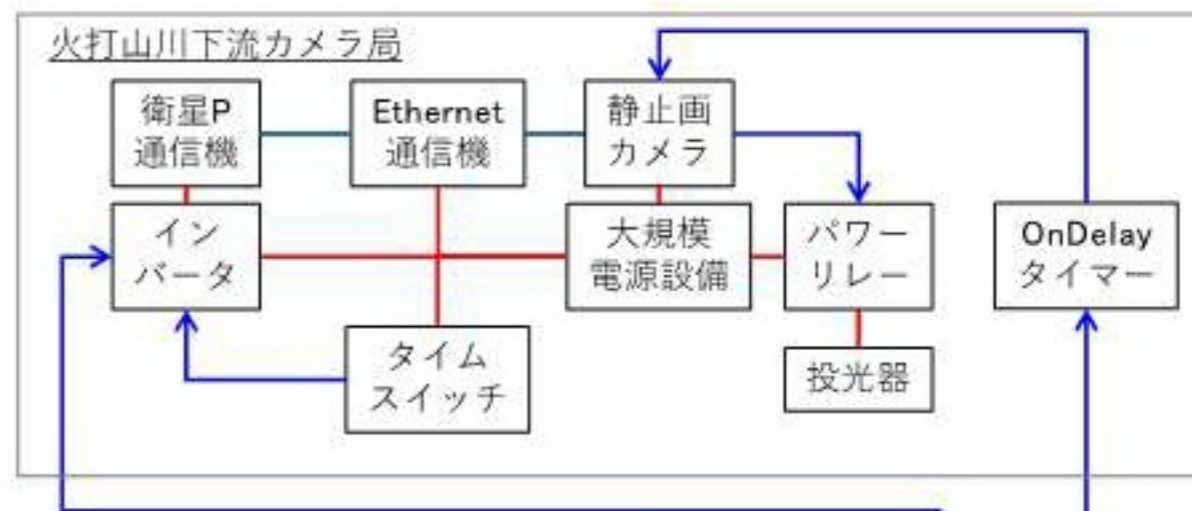 火打山川下流カメラ局
衛星P
通信機
Ethernet
通信機
静止画
カメラ
イン
バータ
大規模
電源設備
パワー
リレー
OnDelay
タイマー
タイム
スイッチ
投光器